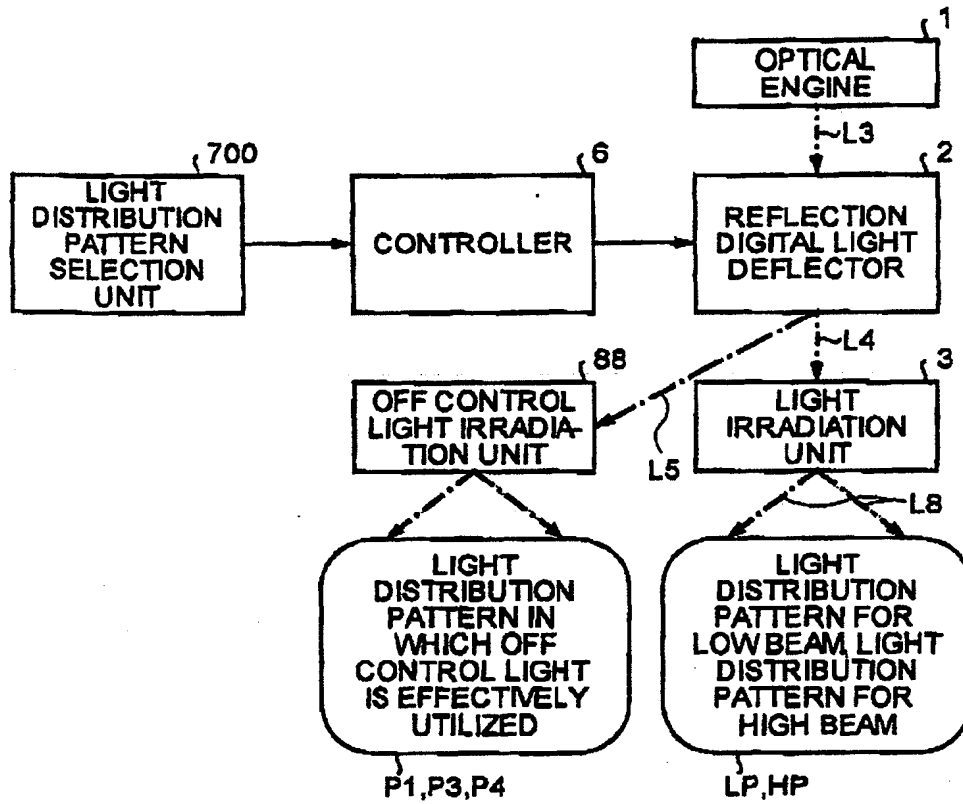 1
OPTICAL
ENGINE
L3
700
LIGHT
DISTRIBUTION
PATTERN
SELECTION
UNIT
6
CONTROLLER
2
REFLECTION
DIGITAL LIGHT
DEFLECTOR
L4
88
OFF CONTROL
LIGHT IRRADIA-
TION UNIT
L5
3
LIGHT
IRRADIATION
UNIT
L8
LIGHT
DISTRIBUTION
PATTERN IN
WHICH OFF
CONTROL LIGHT
IS EFFECTIVELY
UTILIZED
P1,P3,P4
LIGHT
DISTRIBUTION
PATTERN FOR
LOW BEAM, LIGHT
DISTRIBUTION
PATTERN FOR
HIGH BEAM
LP,HP